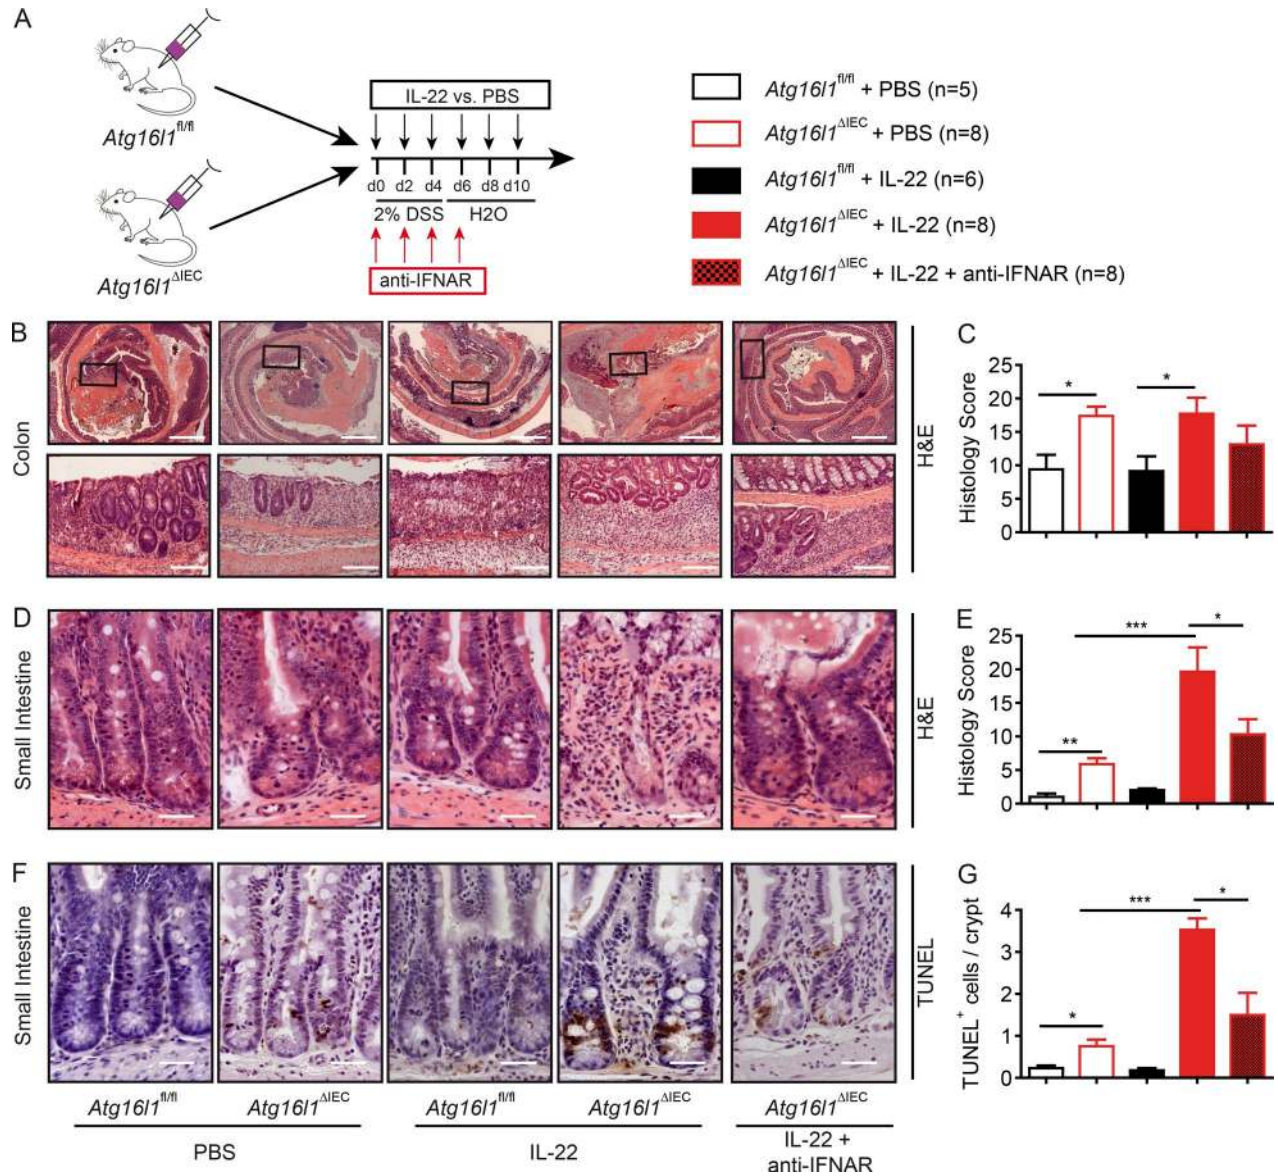 A
Atg16l1fl/fl
Atg16l1ΔIEC
IL-22 vs. PBS
d0 d2 d4 d6 d8 d10
2% DSS H2O
anti-IFNAR
Atg16l1fl/fl + PBS (n=5)
Atg16l1ΔIEC + PBS (n=8)
Atg16l1fl/fl + IL-22 (n=6)
Atg16l1ΔIEC + IL-22 (n=8)
Atg16l1ΔIEC + IL-22 + anti-IFNAR (n=8)
B
Colon
H&E
C
Histology Score
25
20
15
10
5
0
*
*
D
Small Intestine
H&E
E
Histology Score
25
20
15
10
5
0
**
***
*
F
Small Intestine
TUNEL
G
TUNEL+ cells / crypt
4
3
2
1
0
*
***
*
Atg16l1fl/fl Atg16l1ΔIEC Atg16l1fl/fl Atg16l1ΔIEC Atg16l1ΔIEC
PBS IL-22 IL-22 +
anti-IFNAR